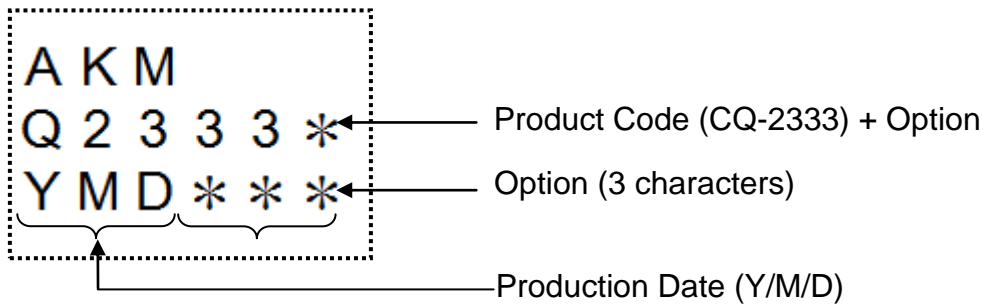 A K M
Q 2 3 3 3 * Product Code (CQ-2333) + Option
Y M D * * * Option (3 characters)
Production Date (Y/M/D)